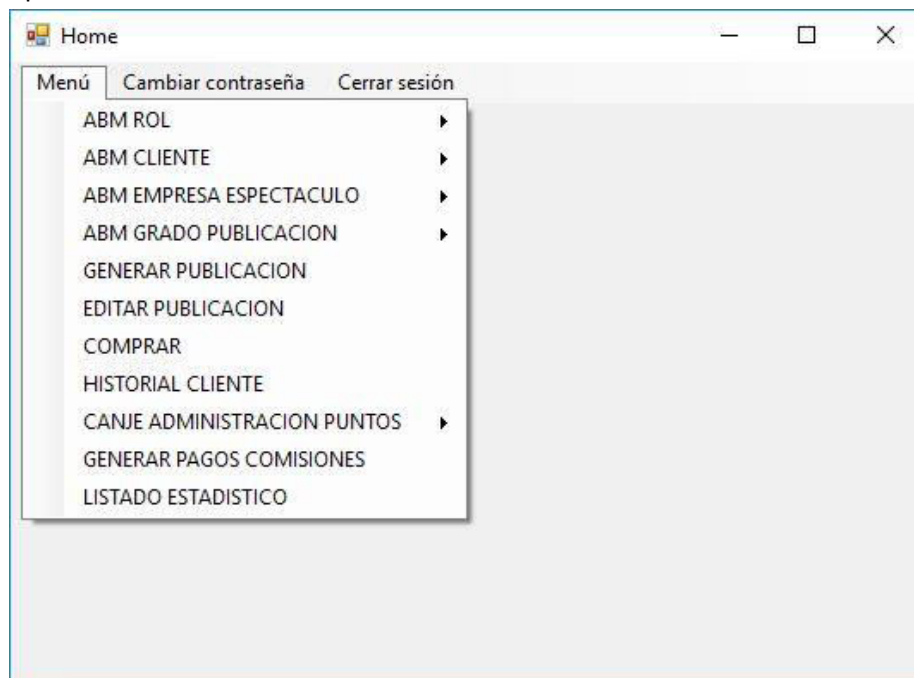 Home
Menú Cambiar contraseña Cerrar sesión
ABM ROL
ABM CLIENTE
ABM EMPRESA ESPECTACULO
ABM GRADO PUBLICACION
GENERAR PUBLICACION
EDITAR PUBLICACION
COMPRAR
HISTORIAL CLIENTE
CANJE ADMINISTRACION PUNTOS
GENERAR PAGOS COMISIONES
LISTADO ESTADISTICO